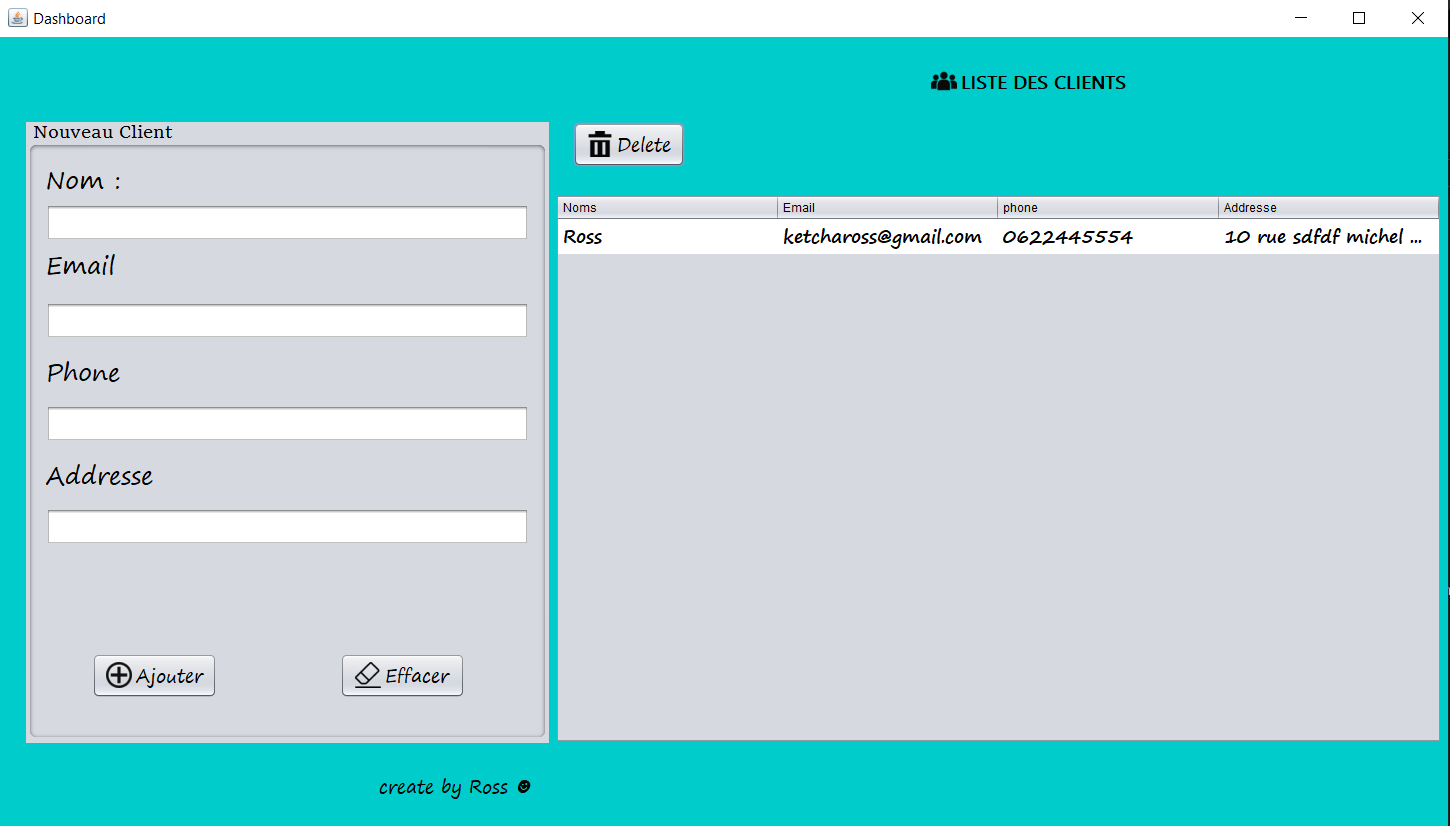 Dashboard
LISTE DES CLIENTS
Nouveau Client
Nom :
Email
Phone
Addresse
Ajouter
Effacer
Delete
Noms Email phone Addresse
Ross ketchaross@gmail.com 0622445554 10 rue sdfdf michel ...
create by Ross ☻